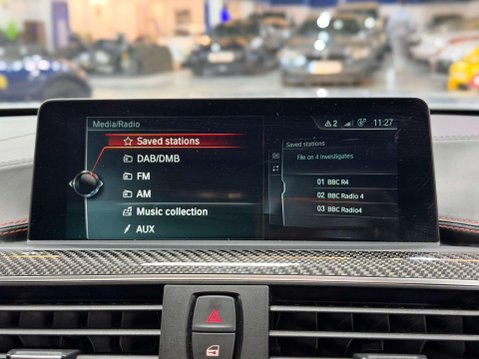 Media/Radio
2
11:27
Saved stations
DAB/DMB
FM
AM
Music collection
AUX
Saved stations
File on 4 Investigates
01 BBC R4
02 BBC Radio 4
03 BBC Radio4